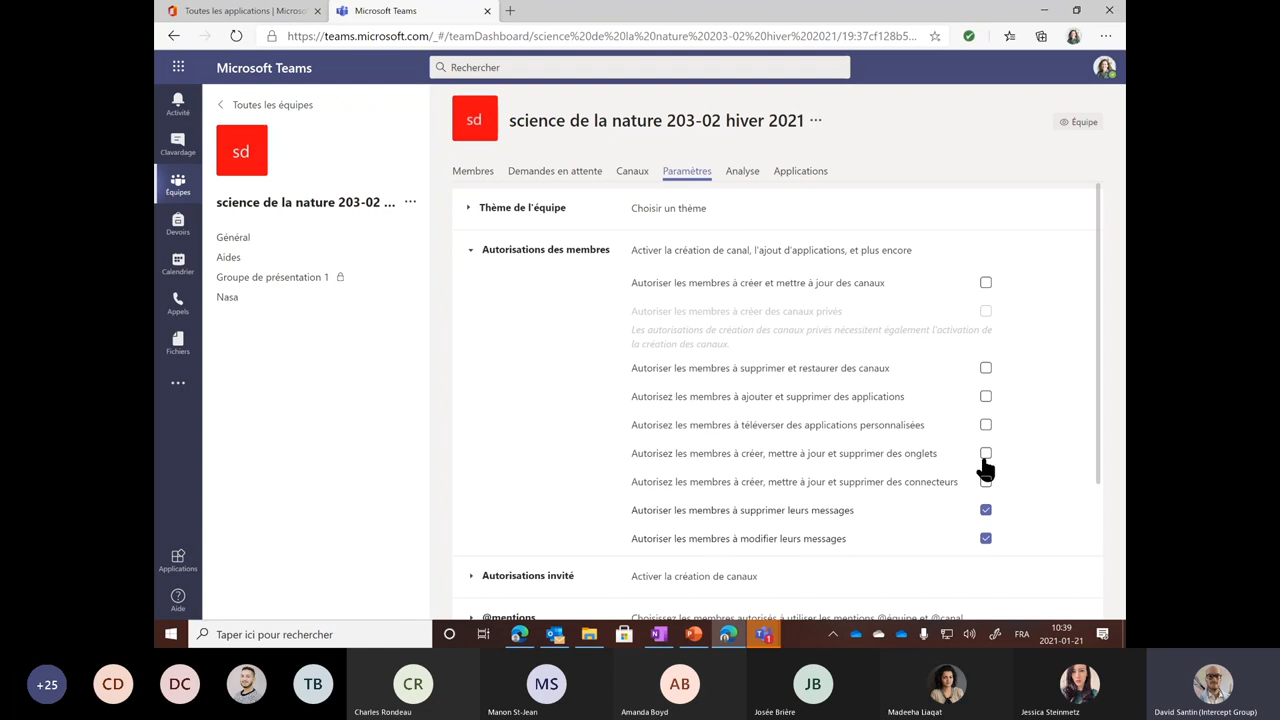 Toutes les applications | Microso
Microsoft Teams
https://teams.microsoft.com/_#/teamDashboard/science%20de%20la%20nature%20203-02%20hiver%202021/19:37cf128b5...
Microsoft Teams
Rechercher
Activité
Clavardage
Équipes
Devoirs
Calendrier
Appels
Fichiers
Applications
Aide
Toutes les équipes
sd
science de la nature 203-02 ...
Général
Aides
Groupe de présentation 1
Nasa
sd
science de la nature 203-02 hiver 2021
Équipe
Membres
Demandes en attente
Canaux
Paramètres
Analyse
Applications
Thème de l'équipe
Choisir un thème
Autorisations des membres
Activer la création de canal, l'ajout d'applications, et plus encore
Autoriser les membres à créer et mettre à jour des canaux
Autoriser les membres à créer des canaux privés
Les autorisations de création des canaux privés nécessitent également l'activation de
la création des canaux.
Autoriser les membres à supprimer et restaurer des canaux
Autorisez les membres à ajouter et supprimer des applications
Autorisez les membres à téléverser des applications personnalisées
Autorisez les membres à créer, mettre à jour et supprimer des onglets
Autorisez les membres à créer, mettre à jour et supprimer des connecteurs
Autoriser les membres à supprimer leurs messages
Autoriser les membres à modifier leurs messages
Autorisations invité
Activer la création de canaux
@mentions
Choisissez les membres autorisés à utiliser les mentions @équipe et @canal
Taper ici pour rechercher
FRA
10:39
2021-01-21
+25
CD
DC
TB
CR
Charles Rondeau
MS
Manon St-Jean
AB
Amanda Boyd
JB
Josée Brière
Madeeha Liaqat
Jessica Steinmetz
David Santin (Intercept Group)